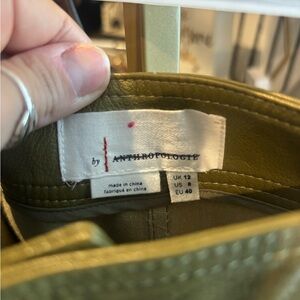 by ANTHROPOLOGIE
made in china
fabriqué en chine
UK 12
US 8
EU 40